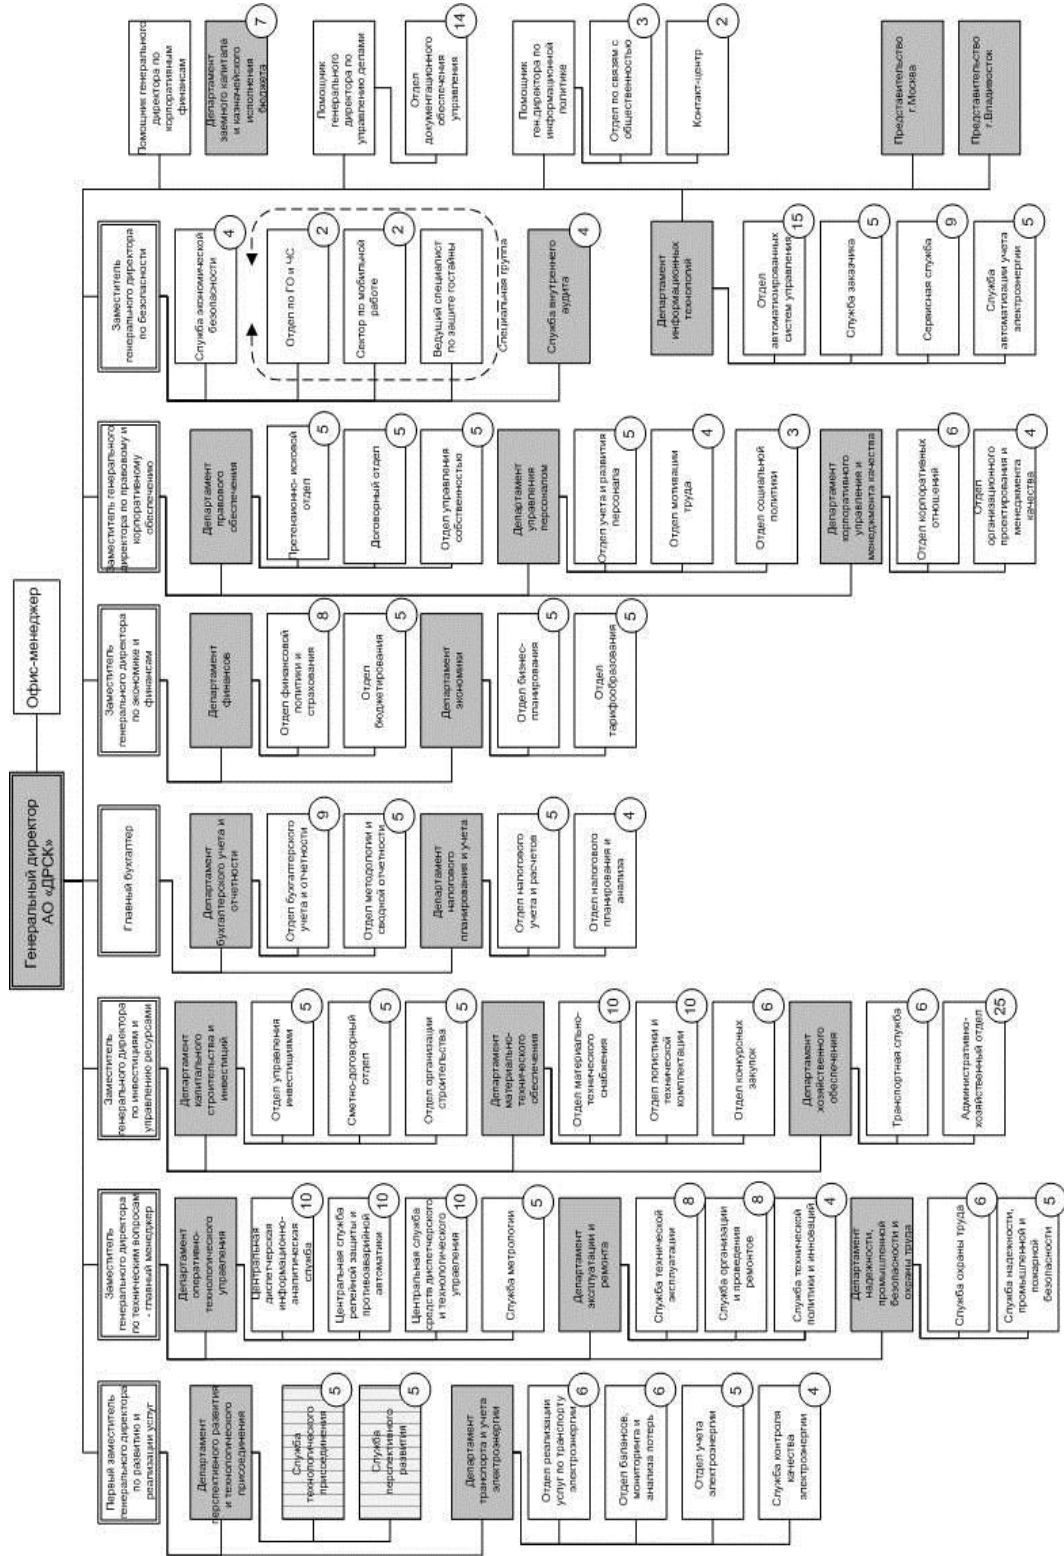 Генеральный директор
АО «ДРСК»
Офис-менеджер
Первый заместитель
генерального директора
по развитию и
реализации услуг
Департамент
перспективного развития
и технологического
присоединения
Служба
технологического
присоединения
5
Служба
перспективного
развития
5
Департамент
транспорта и учета
электроэнергии
Отдел реализации
услуг по транспорту
электроэнергии
6
Отдел балансов,
мониторинга и
анализа потерь
6
Отдел учета
электроэнергии
5
Служба контроля
качества
электроэнергии
4
Заместитель
генерального директора
по техническим вопросам
- главный менеджер
Департамент
оперативно-
технологического
управления
Центральная
диспетчерская
информационно-
аналитическая
служба
10
Центральная служба
релейной защиты и
противоаварийной
автоматики
10
Центральная служба
средств диспетчерского
и технологического
управления
10
Служба метрологии
5
Департамент
эксплуатации и
ремонта
Служба технической
эксплуатации
8
Служба организации
и проведения
ремонтов
8
Служба технической
политики и инноваций
4
Департамент
надежности,
промышленной
безопасности и
охраны труда
Служба охраны труда
6
Служба надежности,
промышленной и
пожарной
безопасности
5
Заместитель
генерального директора
по инвестициям и
управлению ресурсами
Департамент
капитального
строительства и
инвестиций
Отдел управления
инвестициями
5
Сметно-договорный
отдел
5
Отдел организации
строительства
5
Департамент
материально-
технического
обеспечения
Отдел материально-
технического
снабжения
10
Отдел логистики и
технической
комплектации
10
Отдел конкурсных
закупок
6
Департамент
хозяйственного
обеспечения
Транспортная служба
6
Административно-
хозяйственный отдел
25
Главный бухгалтер
Департамент
бухгалтерского учета и
отчетности
Отдел бухгалтерского
учета и отчетности
9
Отдел методологии и
сводной отчетности
5
Департамент
налогового
планирования и учета
Отдел налогового
учета и расчетов
5
Отдел налогового
планирования и
анализа
4
Заместитель
генерального директора
по экономике и
финансам
Департамент
финансов
Отдел финансовой
политики и
страхования
8
Отдел
бюджетирования
5
Департамент
экономики
Отдел бизнес-
планирования
5
Отдел
тарифообразования
5
Заместитель генерального
директора по правовому и
корпоративному
обеспечению
Департамент
правового
обеспечения
Претензионно- исковой
отдел
5
Договорный отдел
5
Отдел управления
собственностью
5
Департамент
управления
персоналом
Отдел учета и развития
персонала
5
Отдел мотивации
труда
4
Отдел социальной
политики
3
Департамент
корпоративного
управления и
менеджмента качества
Отдел корпоративных
отношений
6
Отдел
организационного
проектирования и
менеджмента
качества
4
Заместитель
генерального директора
по безопасности
Служба экономической
безопасности
4
Отдел по ГО и ЧС
2
Сектор по мобильной
работе
2
Ведущий специалист
по защите гостайны
Специальная группа
Служба внутреннего
аудита
4
Департамент
информационных
технологий
Отдел
автоматизированных
систем управления
15
Служба заказчика
5
Сервисная служба
9
Служба
автоматизации учета
электроэнергии
5
Помощник генерального
директора по
корпоративным
финансам
Департамент
заемного капитала
и казначейского
исполнения
бюджета
7
Помощник
генерального
директора по
управлению делами
Отдел
документационного
обеспечения
управления
14
Помощник
ген.директора по
информационной
политике
Отдел по связям с
общественностью
3
Контакт-центр
2
Представительство
г.Москва
Представительство
г.Владивосток